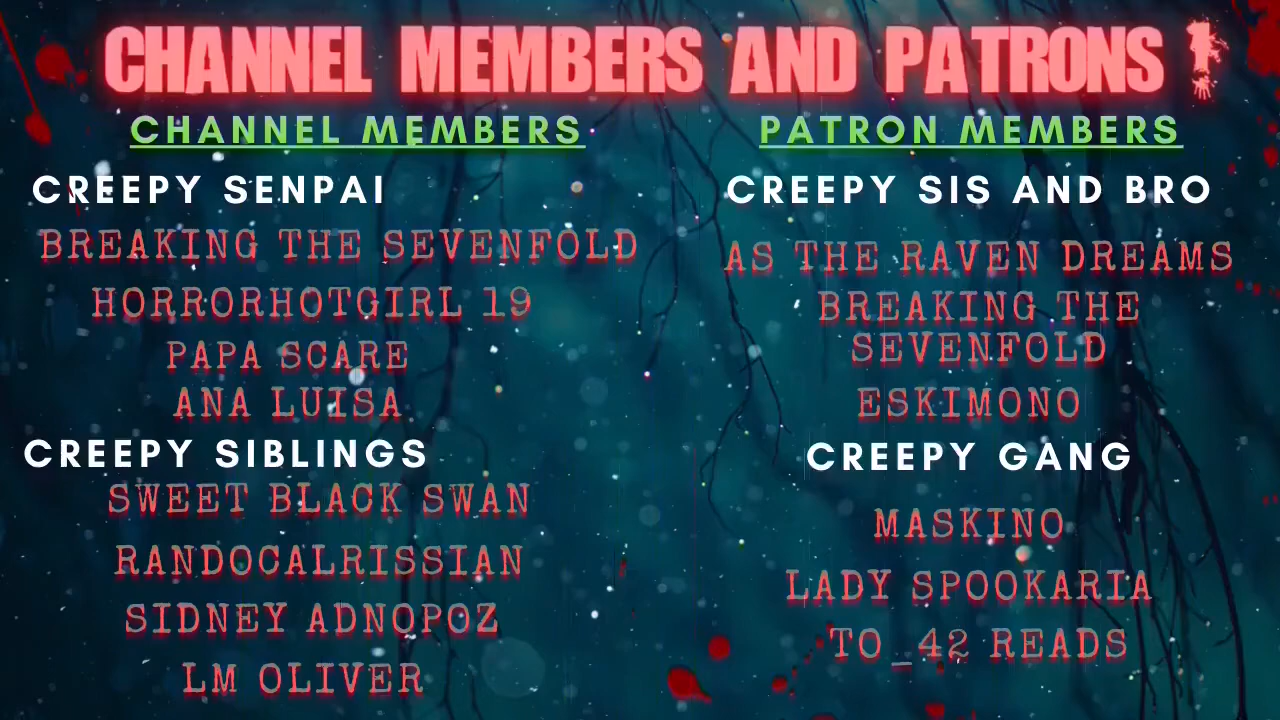 CHANNEL MEMBERS AND PATRONS
CHANNEL MEMBERS
CREEPY SENPAI
BREAKING THE SEVENFOLD
HORRORHOTGIRL 19
PAPA SCARE
ANA LUISA
CREEPY SIBLINGS
SWEET BLACK SWAN
RANDOCALRISSIAN
SIDNEY ADNOPOZ
LM OLIVER
PATRON MEMBERS
CREEPY SIS AND BRO
AS THE RAVEN DREAMS
BREAKING THE
SEVENFOLD
ESKIMONO
CREEPY GANG
MASKINO
LADY SPOOKARIA
TO_42 READS